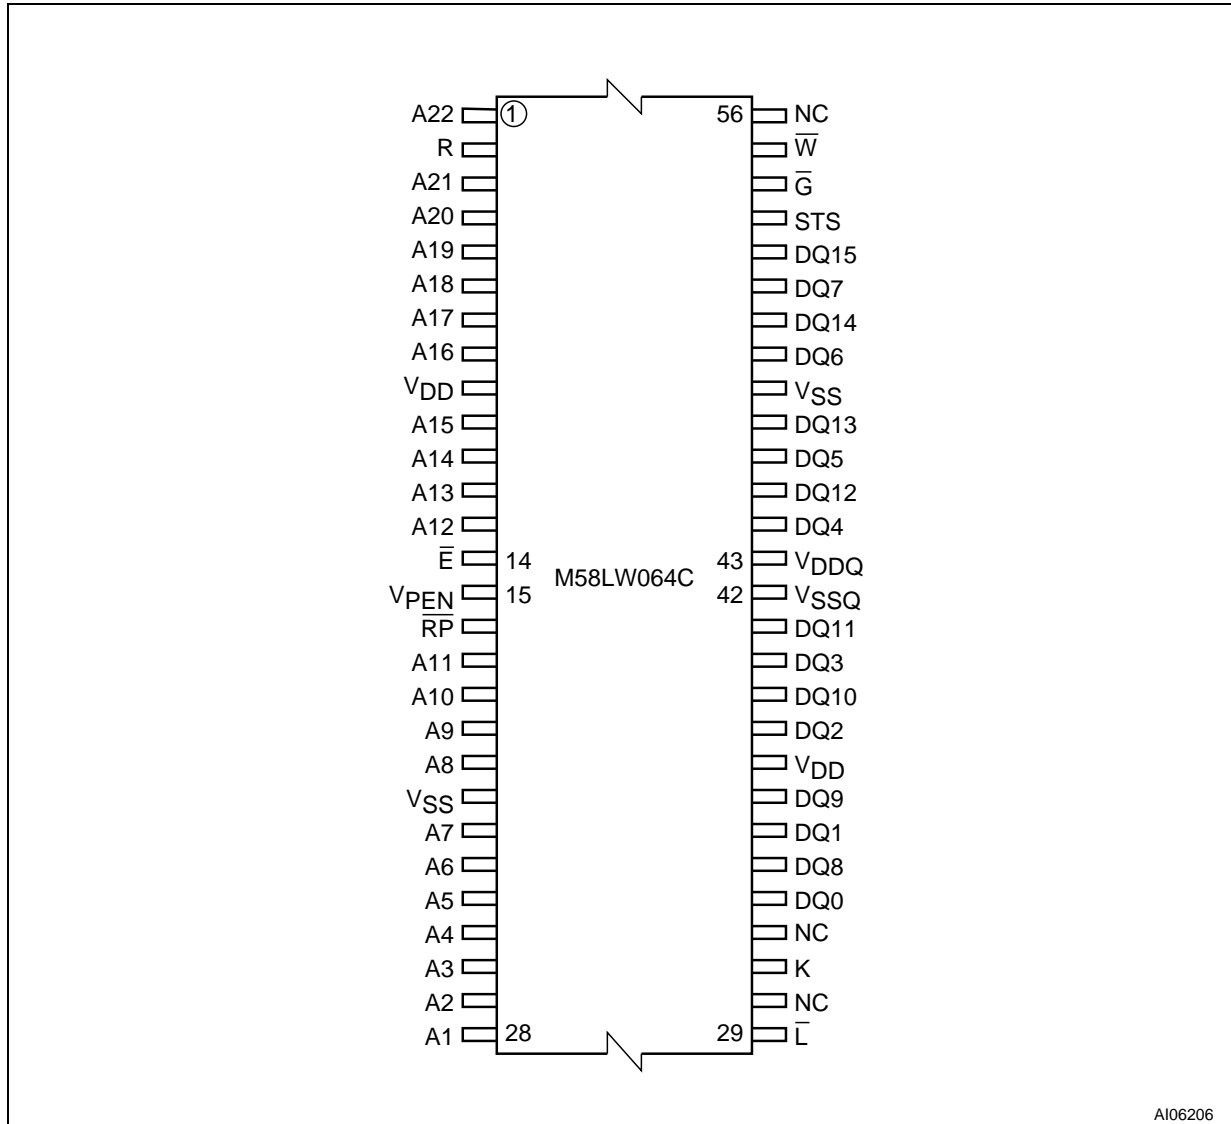 A22 ① 56 NC
R W̅
A21 G̅
A20 STS
A19 DQ15
A18 DQ7
A17 DQ14
A16 DQ6
VDD VSS
A15 DQ13
A14 DQ5
A13 DQ12
A12 DQ4
E̅ 14 43 VDDQ
M58LW064C
VPEN 15 42 VSSQ
R̅P̅ DQ11
A11 DQ3
A10 DQ10
A9 DQ2
A8 VDD
VSS DQ9
A7 DQ1
A6 DQ8
A5 DQ0
A4 NC
A3 K
A2 NC
A1 28 29 L̅
AI06206